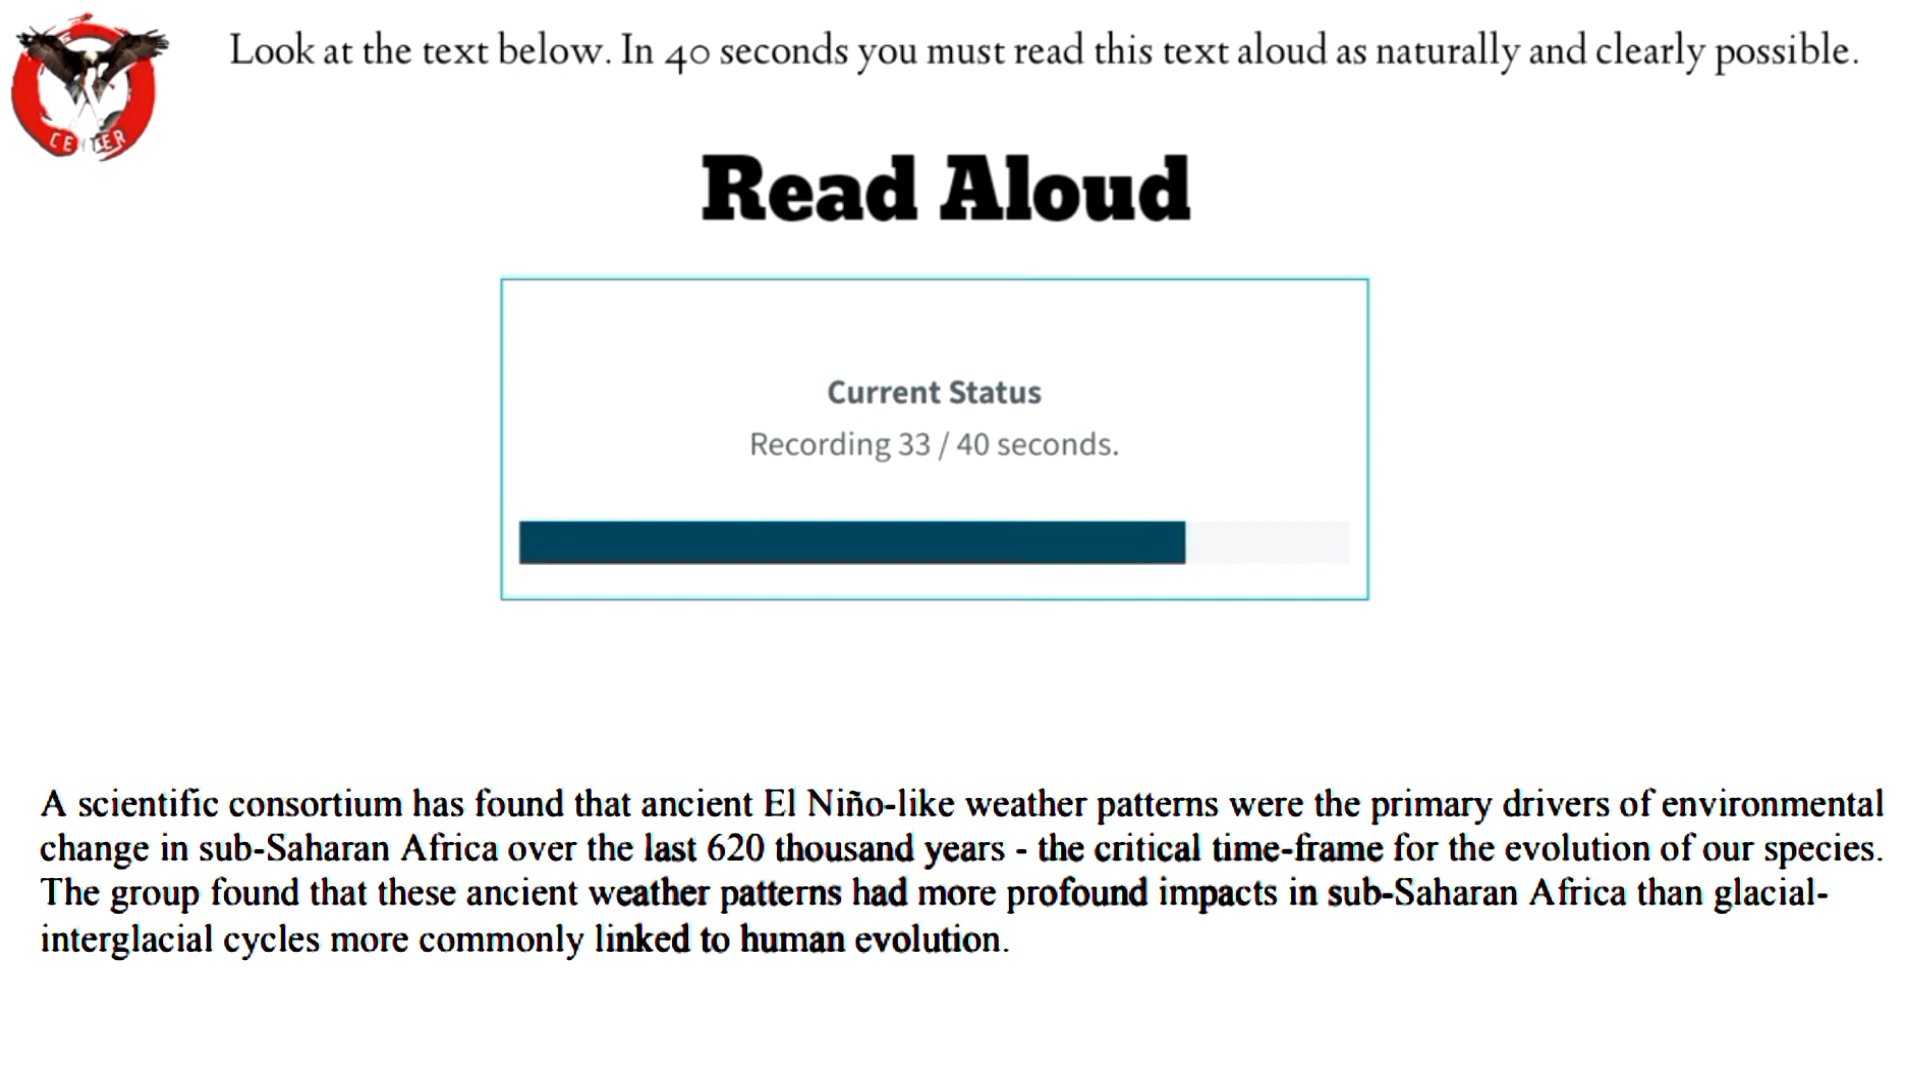 Look at the text below. In 40 seconds you must read this text aloud as naturally and clearly possible.
CENTER
Read Aloud
Current Status
Recording 33 / 40 seconds.
A scientific consortium has found that ancient El Niño-like weather patterns were the primary drivers of environmental
change in sub-Saharan Africa over the last 620 thousand years - the critical time-frame for the evolution of our species.
The group found that these ancient weather patterns had more profound impacts in sub-Saharan Africa than glacial-
interglacial cycles more commonly linked to human evolution.